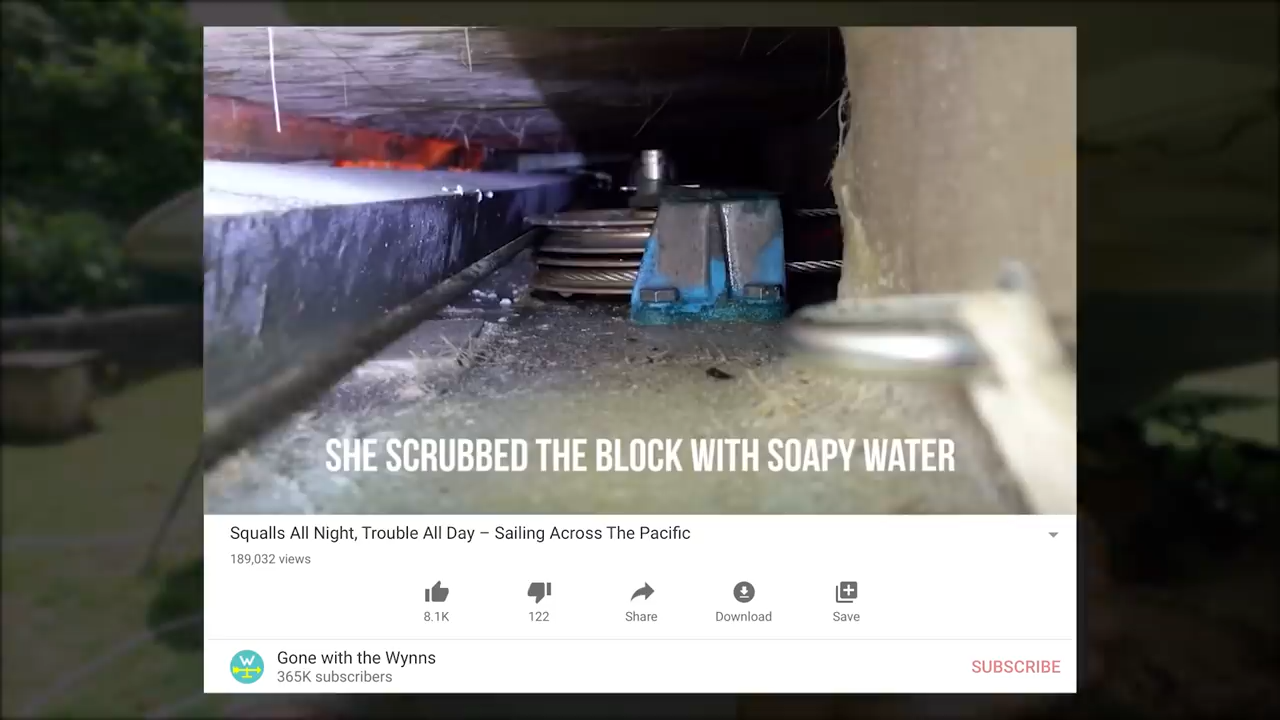 SHE SCRUBBED THE BLOCK WITH SOAPY WATER
Squalls All Night, Trouble All Day – Sailing Across The Pacific
189,032 views
8.1K
122
Share
Download
Save
W
Gone with the Wynns
365K subscribers
SUBSCRIBE